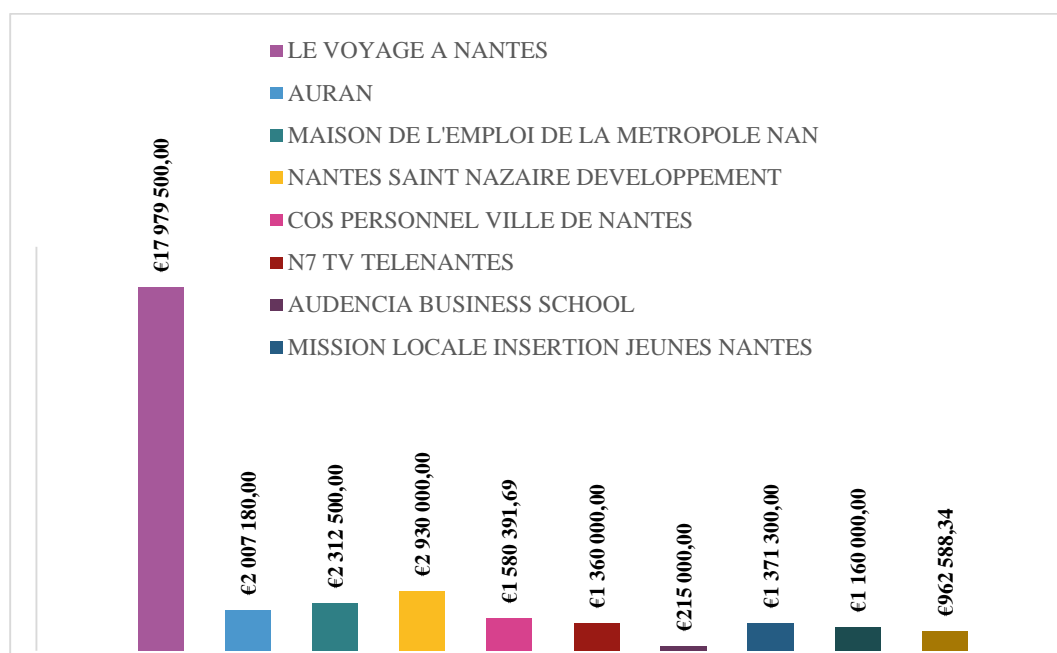 LE VOYAGE A NANTES
AURAN
MAISON DE L'EMPLOI DE LA METROPOLE NAN
NANTES SAINT NAZAIRE DEVELOPPEMENT
COS PERSONNEL VILLE DE NANTES
N7 TV TELENANTES
AUDENCIA BUSINESS SCHOOL
MISSION LOCALE INSERTION JEUNES NANTES
€17 979 500,00
€2 007 180,00
€2 312 500,00
€2 930 000,00
€1 580 391,69
€1 360 000,00
€215 000,00
€1 371 300,00
€1 160 000,00
€962 588,34